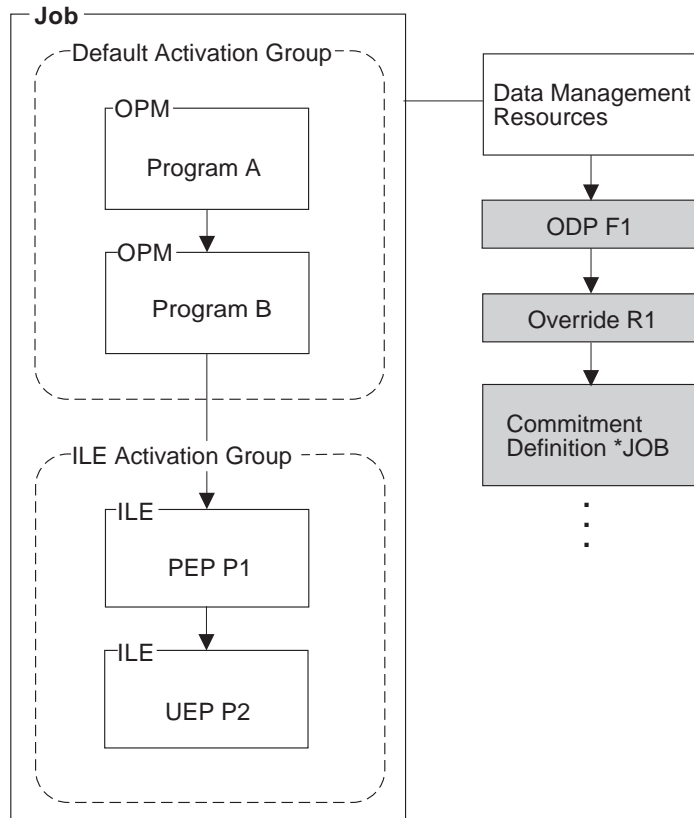 Job
Default Activation Group
OPM
Program A
OPM
Program B
ILE Activation Group
ILE
PEP P1
ILE
UEP P2
Data Management
Resources
ODP F1
Override R1
Commitment
Definition *JOB